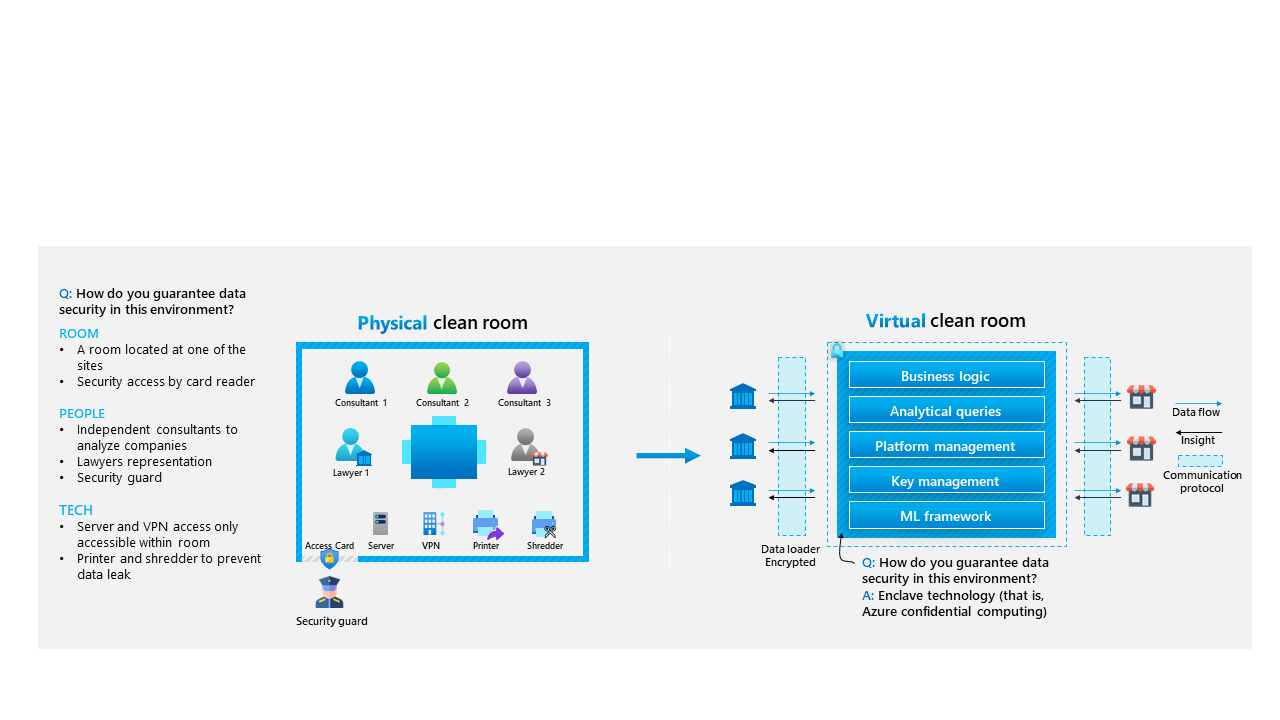 Q: How do you guarantee data
security in this environment?
ROOM
• A room located at one of the
sites
• Security access by card reader
PEOPLE
• Independent consultants to
analyze companies
• Lawyers representation
• Security guard
TECH
• Server and VPN access only
accessible within room
• Printer and shredder to prevent
data leak
Physical clean room
Consultant 1
Consultant 2
Consultant 3
Lawyer 1
Lawyer 2
Access Card
Server
VPN
Printer
Shredder
Security guard
Virtual clean room
Business logic
Analytical queries
Platform management
Key management
ML framework
Data loader
Encrypted
Q: How do you guarantee data
security in this environment?
A: Enclave technology (that is,
Azure confidential computing)
Data flow
Insight
Communication
protocol